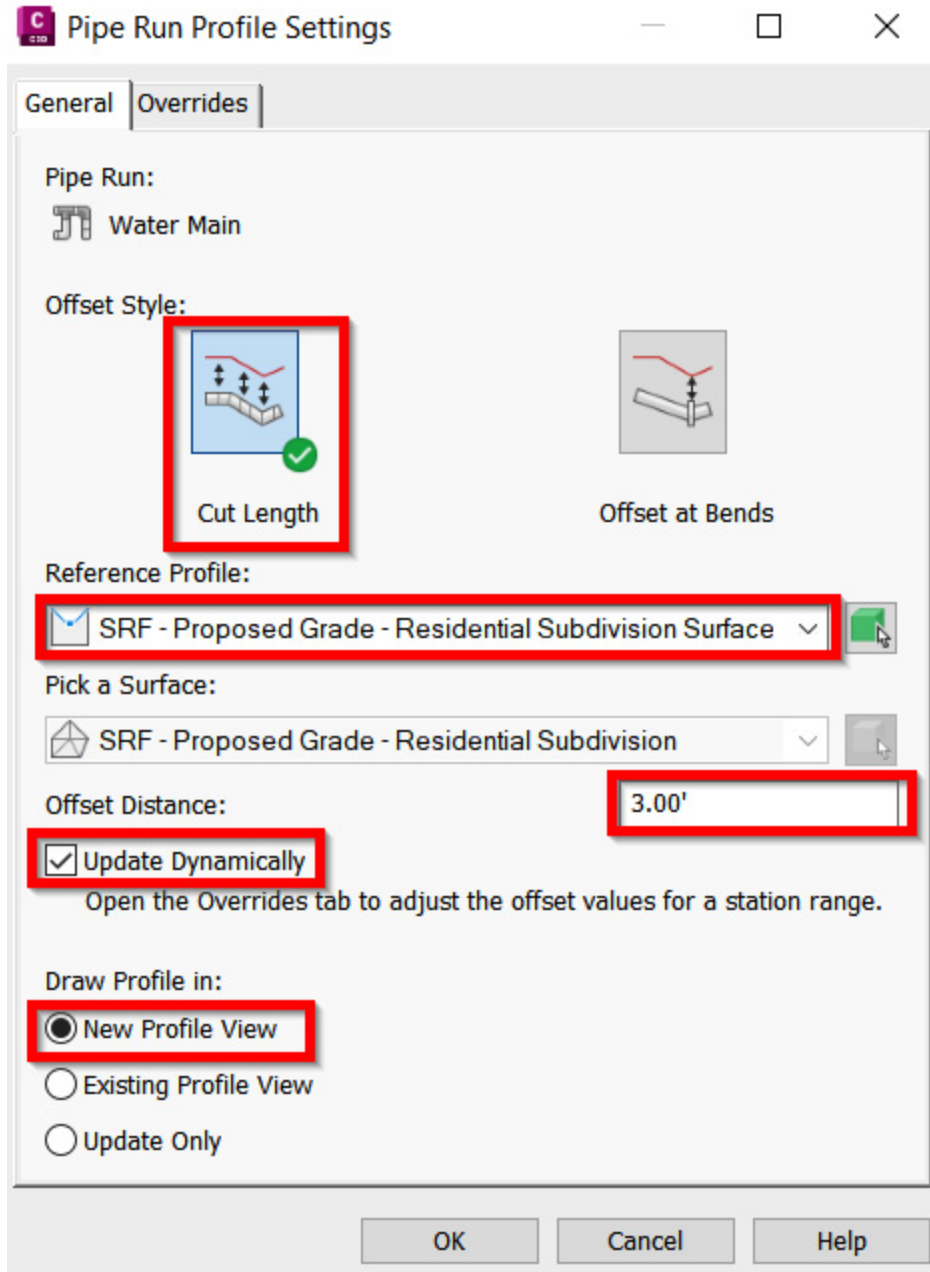 C
C3D
Pipe Run Profile Settings
General Overrides
Pipe Run:
Water Main
Offset Style:
Cut Length Offset at Bends
Reference Profile:
SRF - Proposed Grade - Residential Subdivision Surface
Pick a Surface:
SRF - Proposed Grade - Residential Subdivision
Offset Distance: 3.00'
Update Dynamically
Open the Overrides tab to adjust the offset values for a station range.
Draw Profile in:
New Profile View
Existing Profile View
Update Only
OK Cancel Help